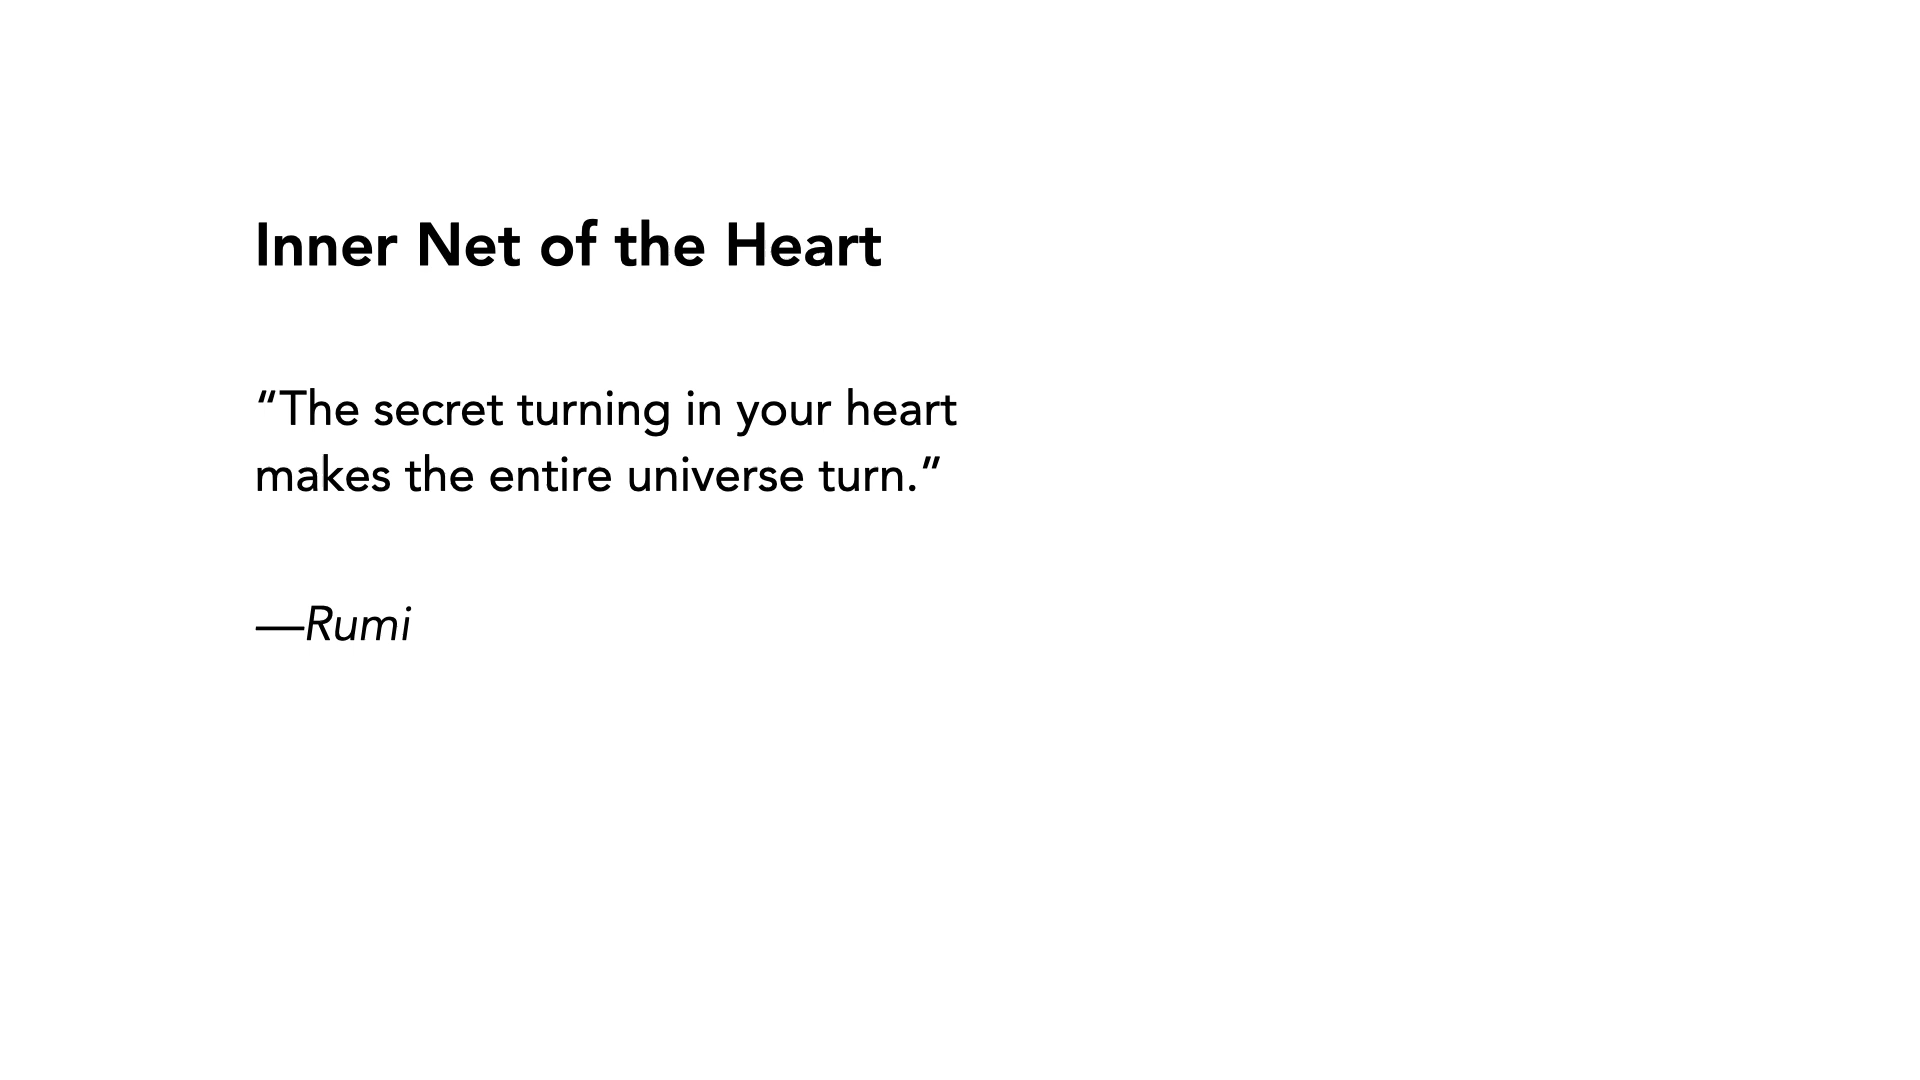 Inner Net of the Heart
“The secret turning in your heart
makes the entire universe turn.”
—Rumi